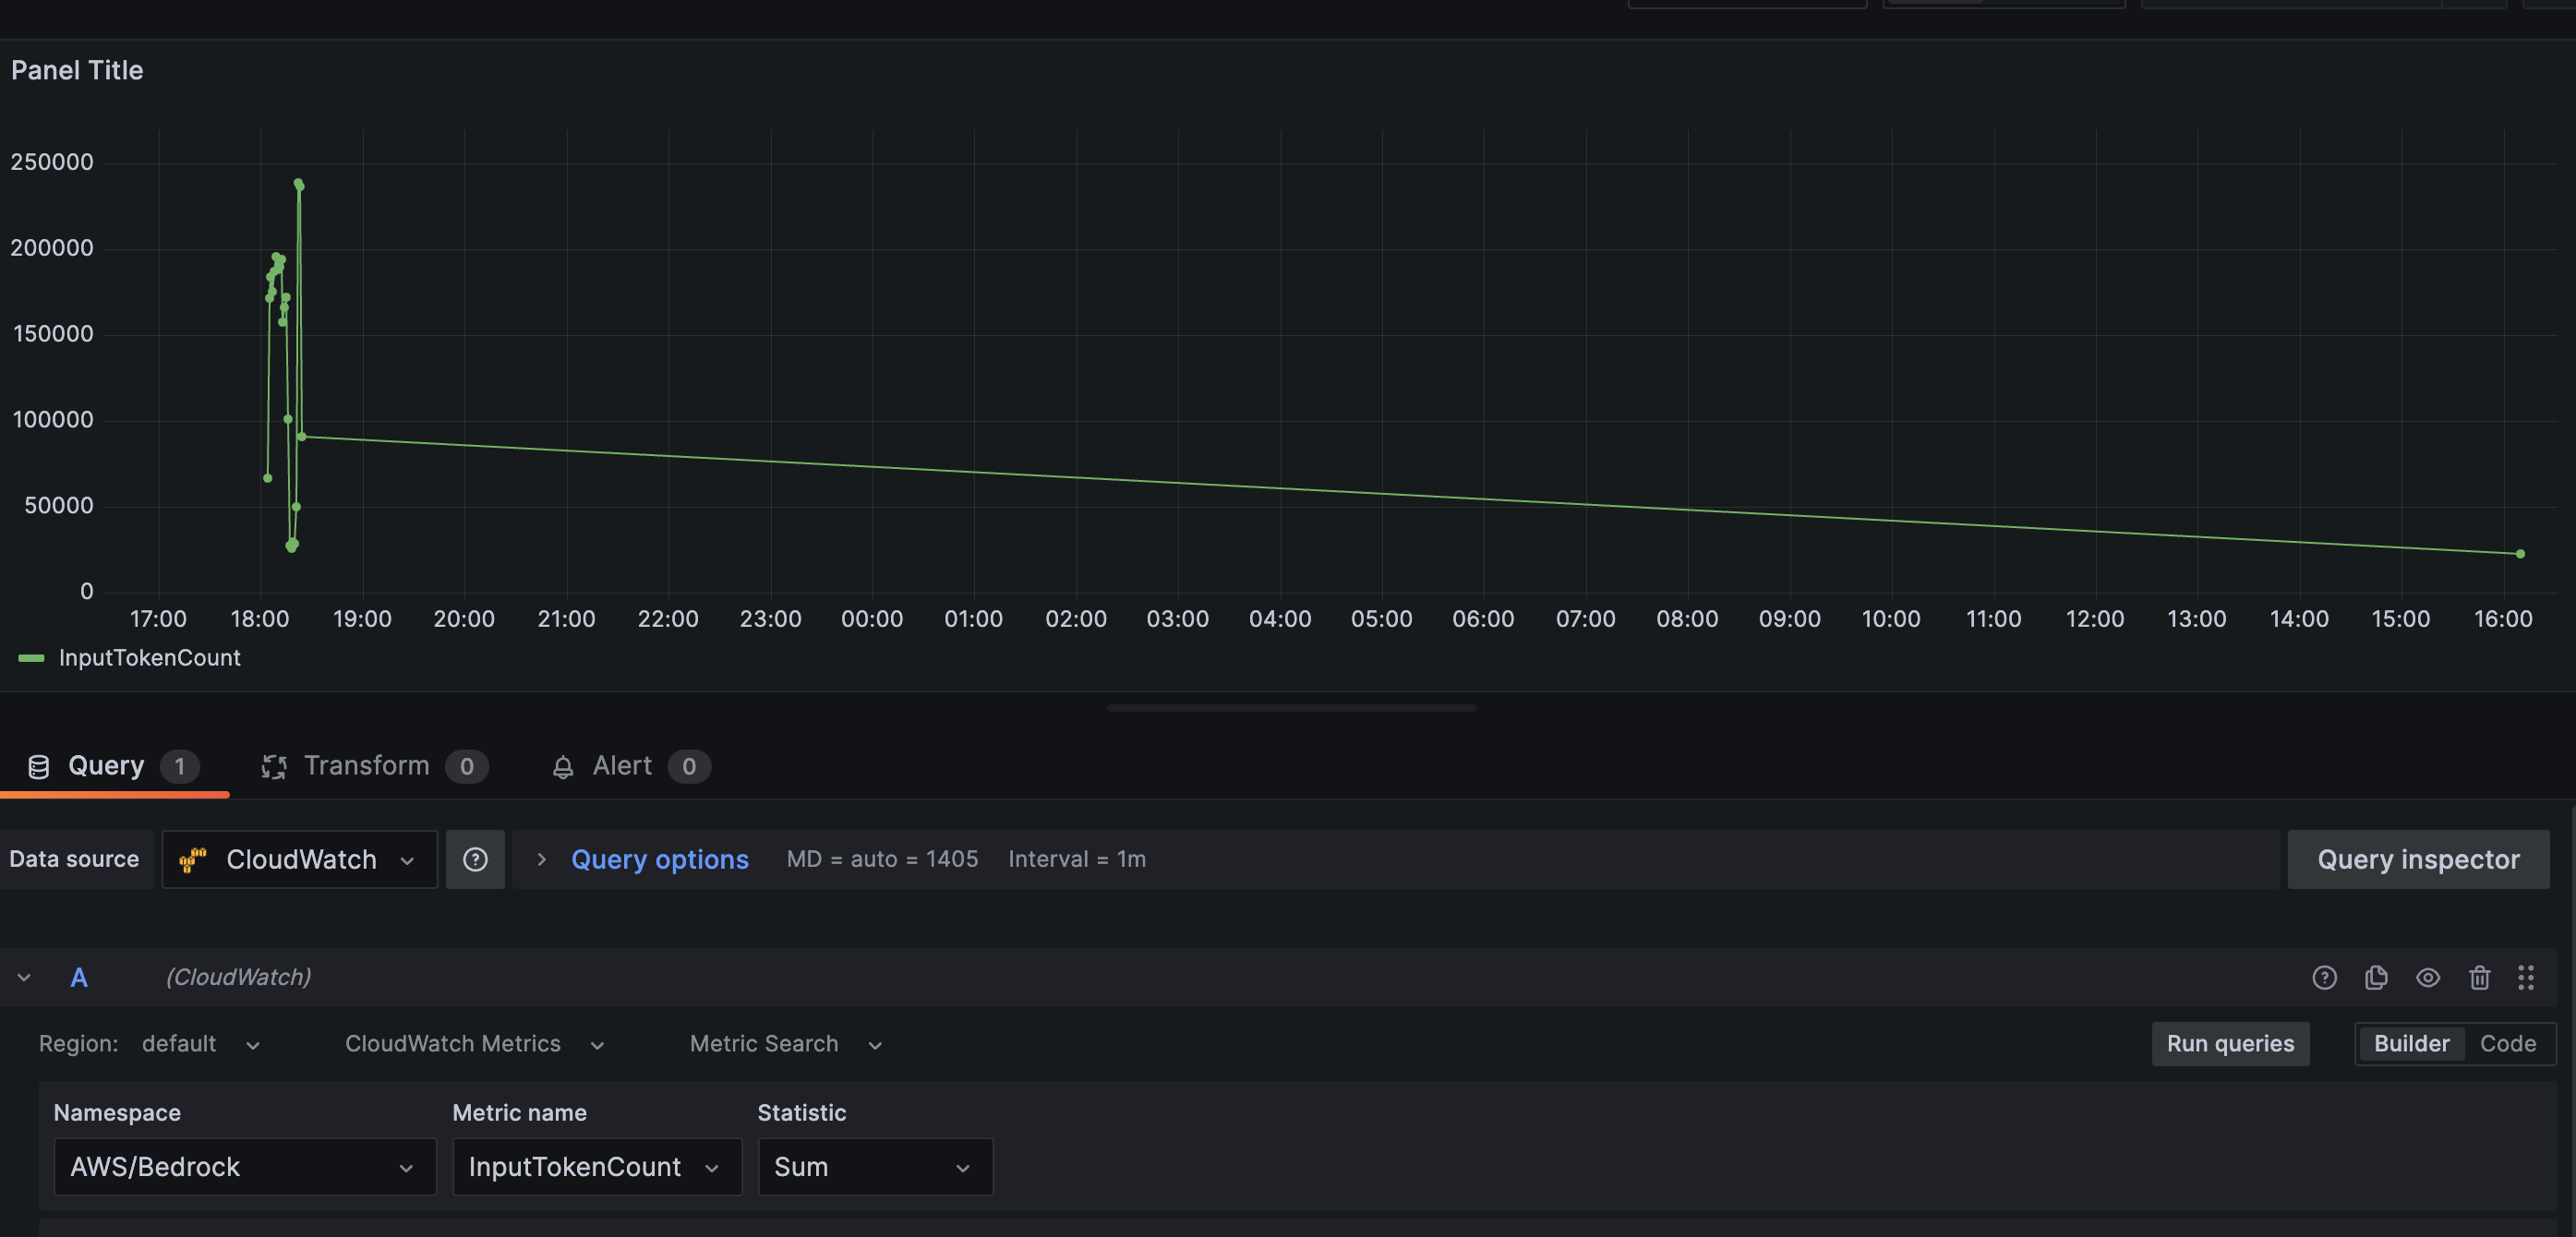 Panel Title
250000
200000
150000
100000
50000
0
17:00 18:00 19:00 20:00 21:00 22:00 23:00 00:00 01:00 02:00 03:00 04:00 05:00 06:00 07:00 08:00 09:00 10:00 11:00 12:00 13:00 14:00 15:00 16:00
InputTokenCount
Query 1 Transform 0 Alert 0
Data source CloudWatch Query options MD = auto = 1405 Interval = 1m Query inspector
A (CloudWatch)
Region: default CloudWatch Metrics Metric Search Run queries Builder Code
Namespace Metric name Statistic
AWS/Bedrock InputTokenCount Sum